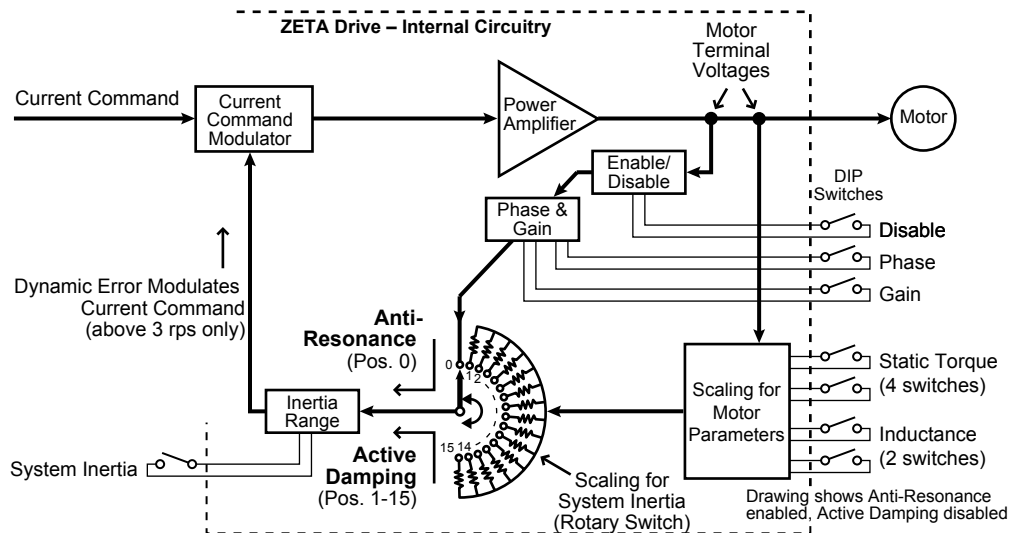 ZETA Drive – Internal Circuitry
Motor
Terminal
Voltages
Current Command
Current
Command
Modulator
Power
Amplifier
Motor
Enable/
Disable
DIP
Switches
Phase &
Gain
Disable
Phase
Gain
Dynamic Error Modulates
Current Command
(above 3 rps only)
Anti-
Resonance
(Pos. 0)
0
1
2
Static Torque
(4 switches)
Scaling for
Motor
Parameters
Inertia
Range
Inductance
(2 switches)
15
14
System Inertia
Active
Damping
(Pos. 1-15)
Scaling for
System Inertia
(Rotary Switch)
Drawing shows Anti-Resonance
enabled, Active Damping disabled